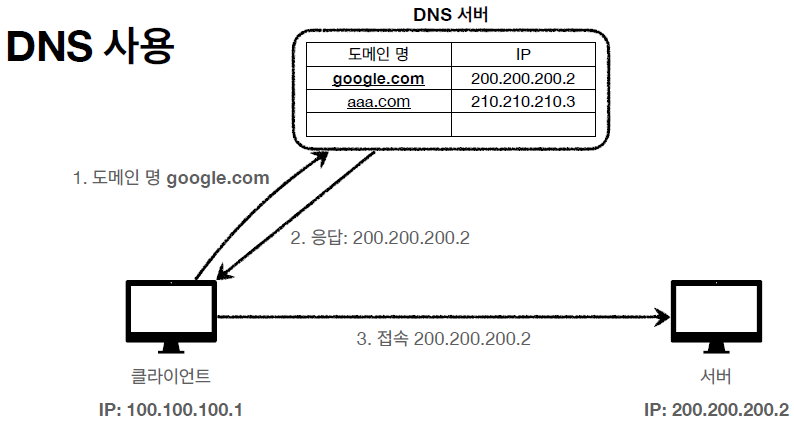 DNS 사용
DNS 서버
도메인 명 IP
google.com 200.200.200.2
aaa.com 210.210.210.3
1. 도메인 명 google.com
2. 응답: 200.200.200.2
3. 접속 200.200.200.2
클라이언트
IP: 100.100.100.1
서버
IP: 200.200.200.2